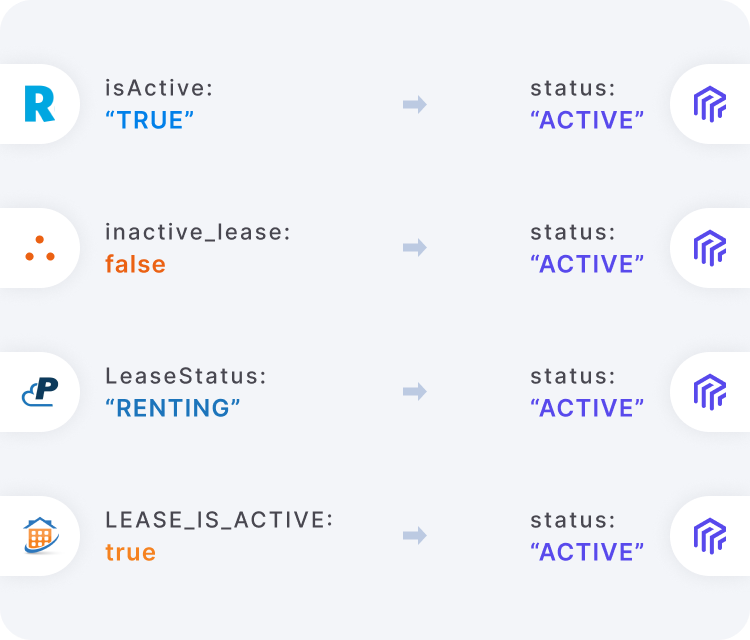 isActive:
“TRUE”
status:
“ACTIVE”
inactive_lease:
false
status:
“ACTIVE”
LeaseStatus:
“RENTING”
status:
“ACTIVE”
LEASE_IS_ACTIVE:
true
status:
“ACTIVE”